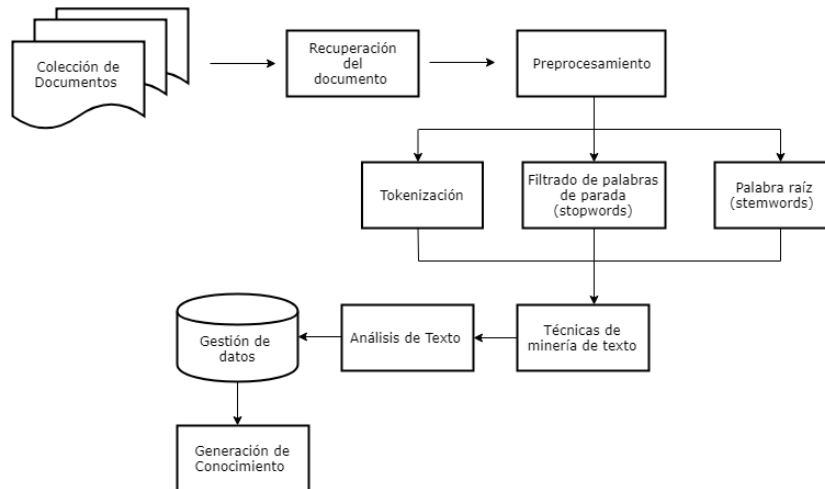 Colección de
Documentos
Recuperación
del
documento
Preprocesamiento
Tokenización
Filtrado de palabras
de parada
(stopwords)
Palabra raíz
(stemwords)
Técnicas de
minería de texto
Análisis de Texto
Gestión de
datos
Generación de
Conocimiento